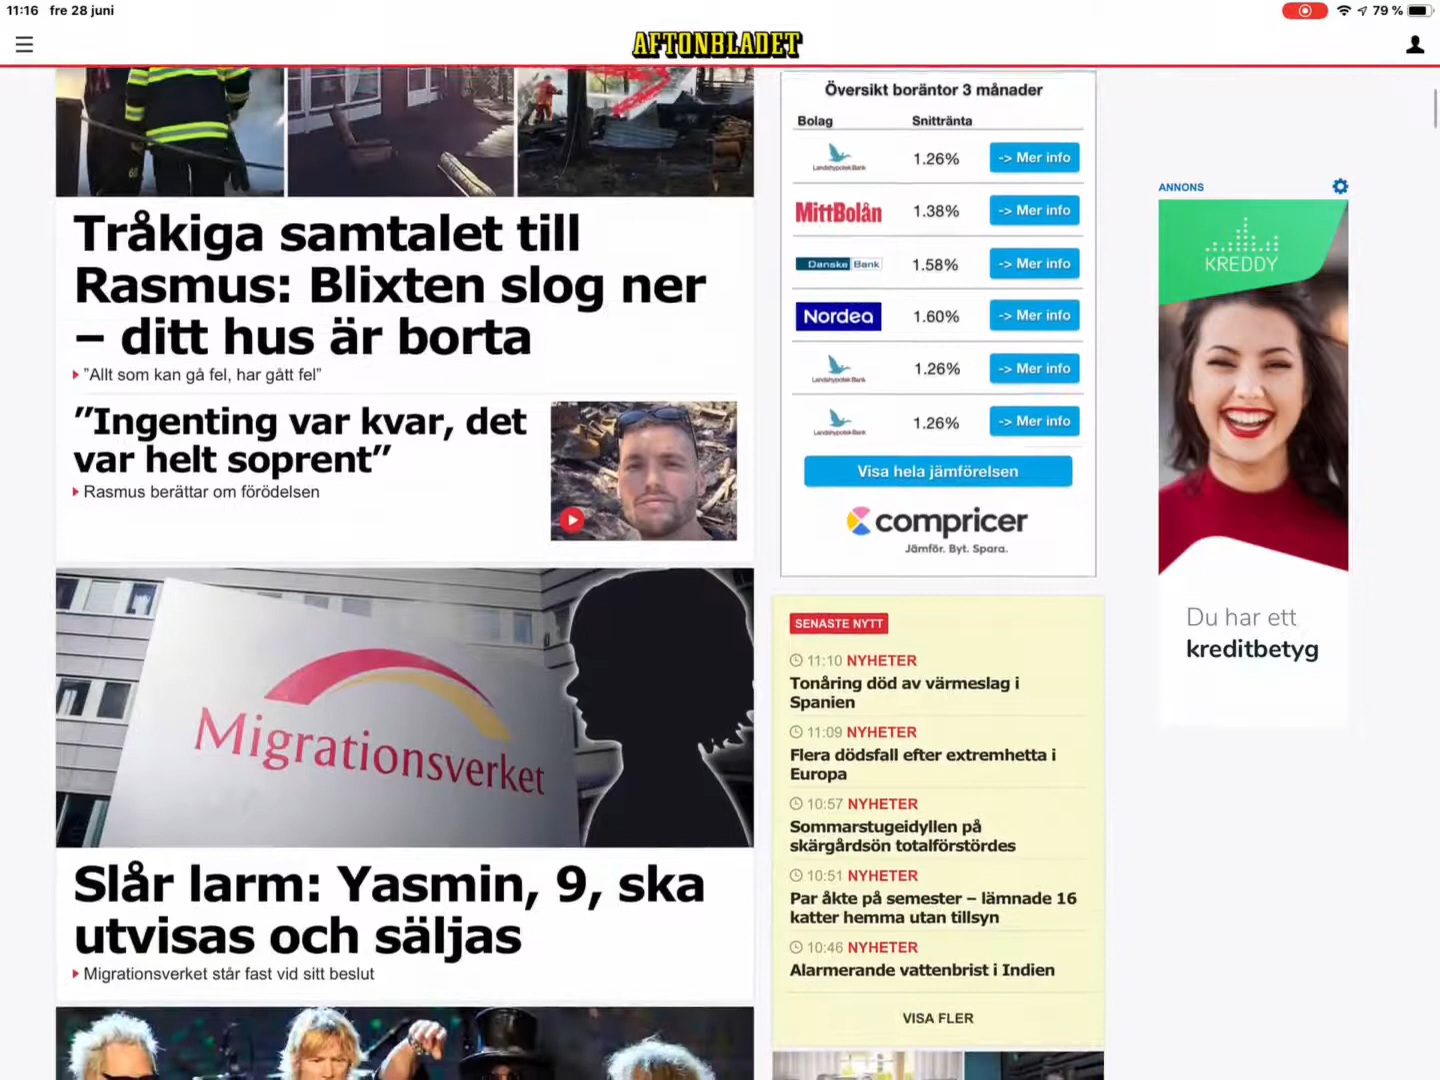 11:16 fre 28 juni
79 %
AFTONBLADET
Tråkiga samtalet till
Rasmus: Blixten slog ner
– ditt hus är borta
”Allt som kan gå fel, har gått fel”
”Ingenting var kvar, det
var helt soprent”
Rasmus berättar om förödelsen
Migrationsverket
Slår larm: Yasmin, 9, ska
utvisas och säljas
Migrationsverket står fast vid sitt beslut
Översikt boräntor 3 månader
Bolag Snittränta
Landshypotek Bank 1.26% -> Mer info
MittBolån 1.38% -> Mer info
Danske Bank 1.58% -> Mer info
Nordea 1.60% -> Mer info
Landshypotek Bank 1.26% -> Mer info
Landshypotek Bank 1.26% -> Mer info
Visa hela jämförelsen
compricer
Jämför. Byt. Spara.
SENASTE NYTT
11:10 NYHETER
Tonåring död av värmeslag i
Spanien
11:09 NYHETER
Flera dödsfall efter extremhetta i
Europa
10:57 NYHETER
Sommarstugeidyllen på
skärgårdsön totalförstördes
10:51 NYHETER
Par åkte på semester – lämnade 16
katter hemma utan tillsyn
10:46 NYHETER
Alarmerande vattenbrist i Indien
VISA FLER
ANNONS
KREDDY
Du har ett
kreditbetyg